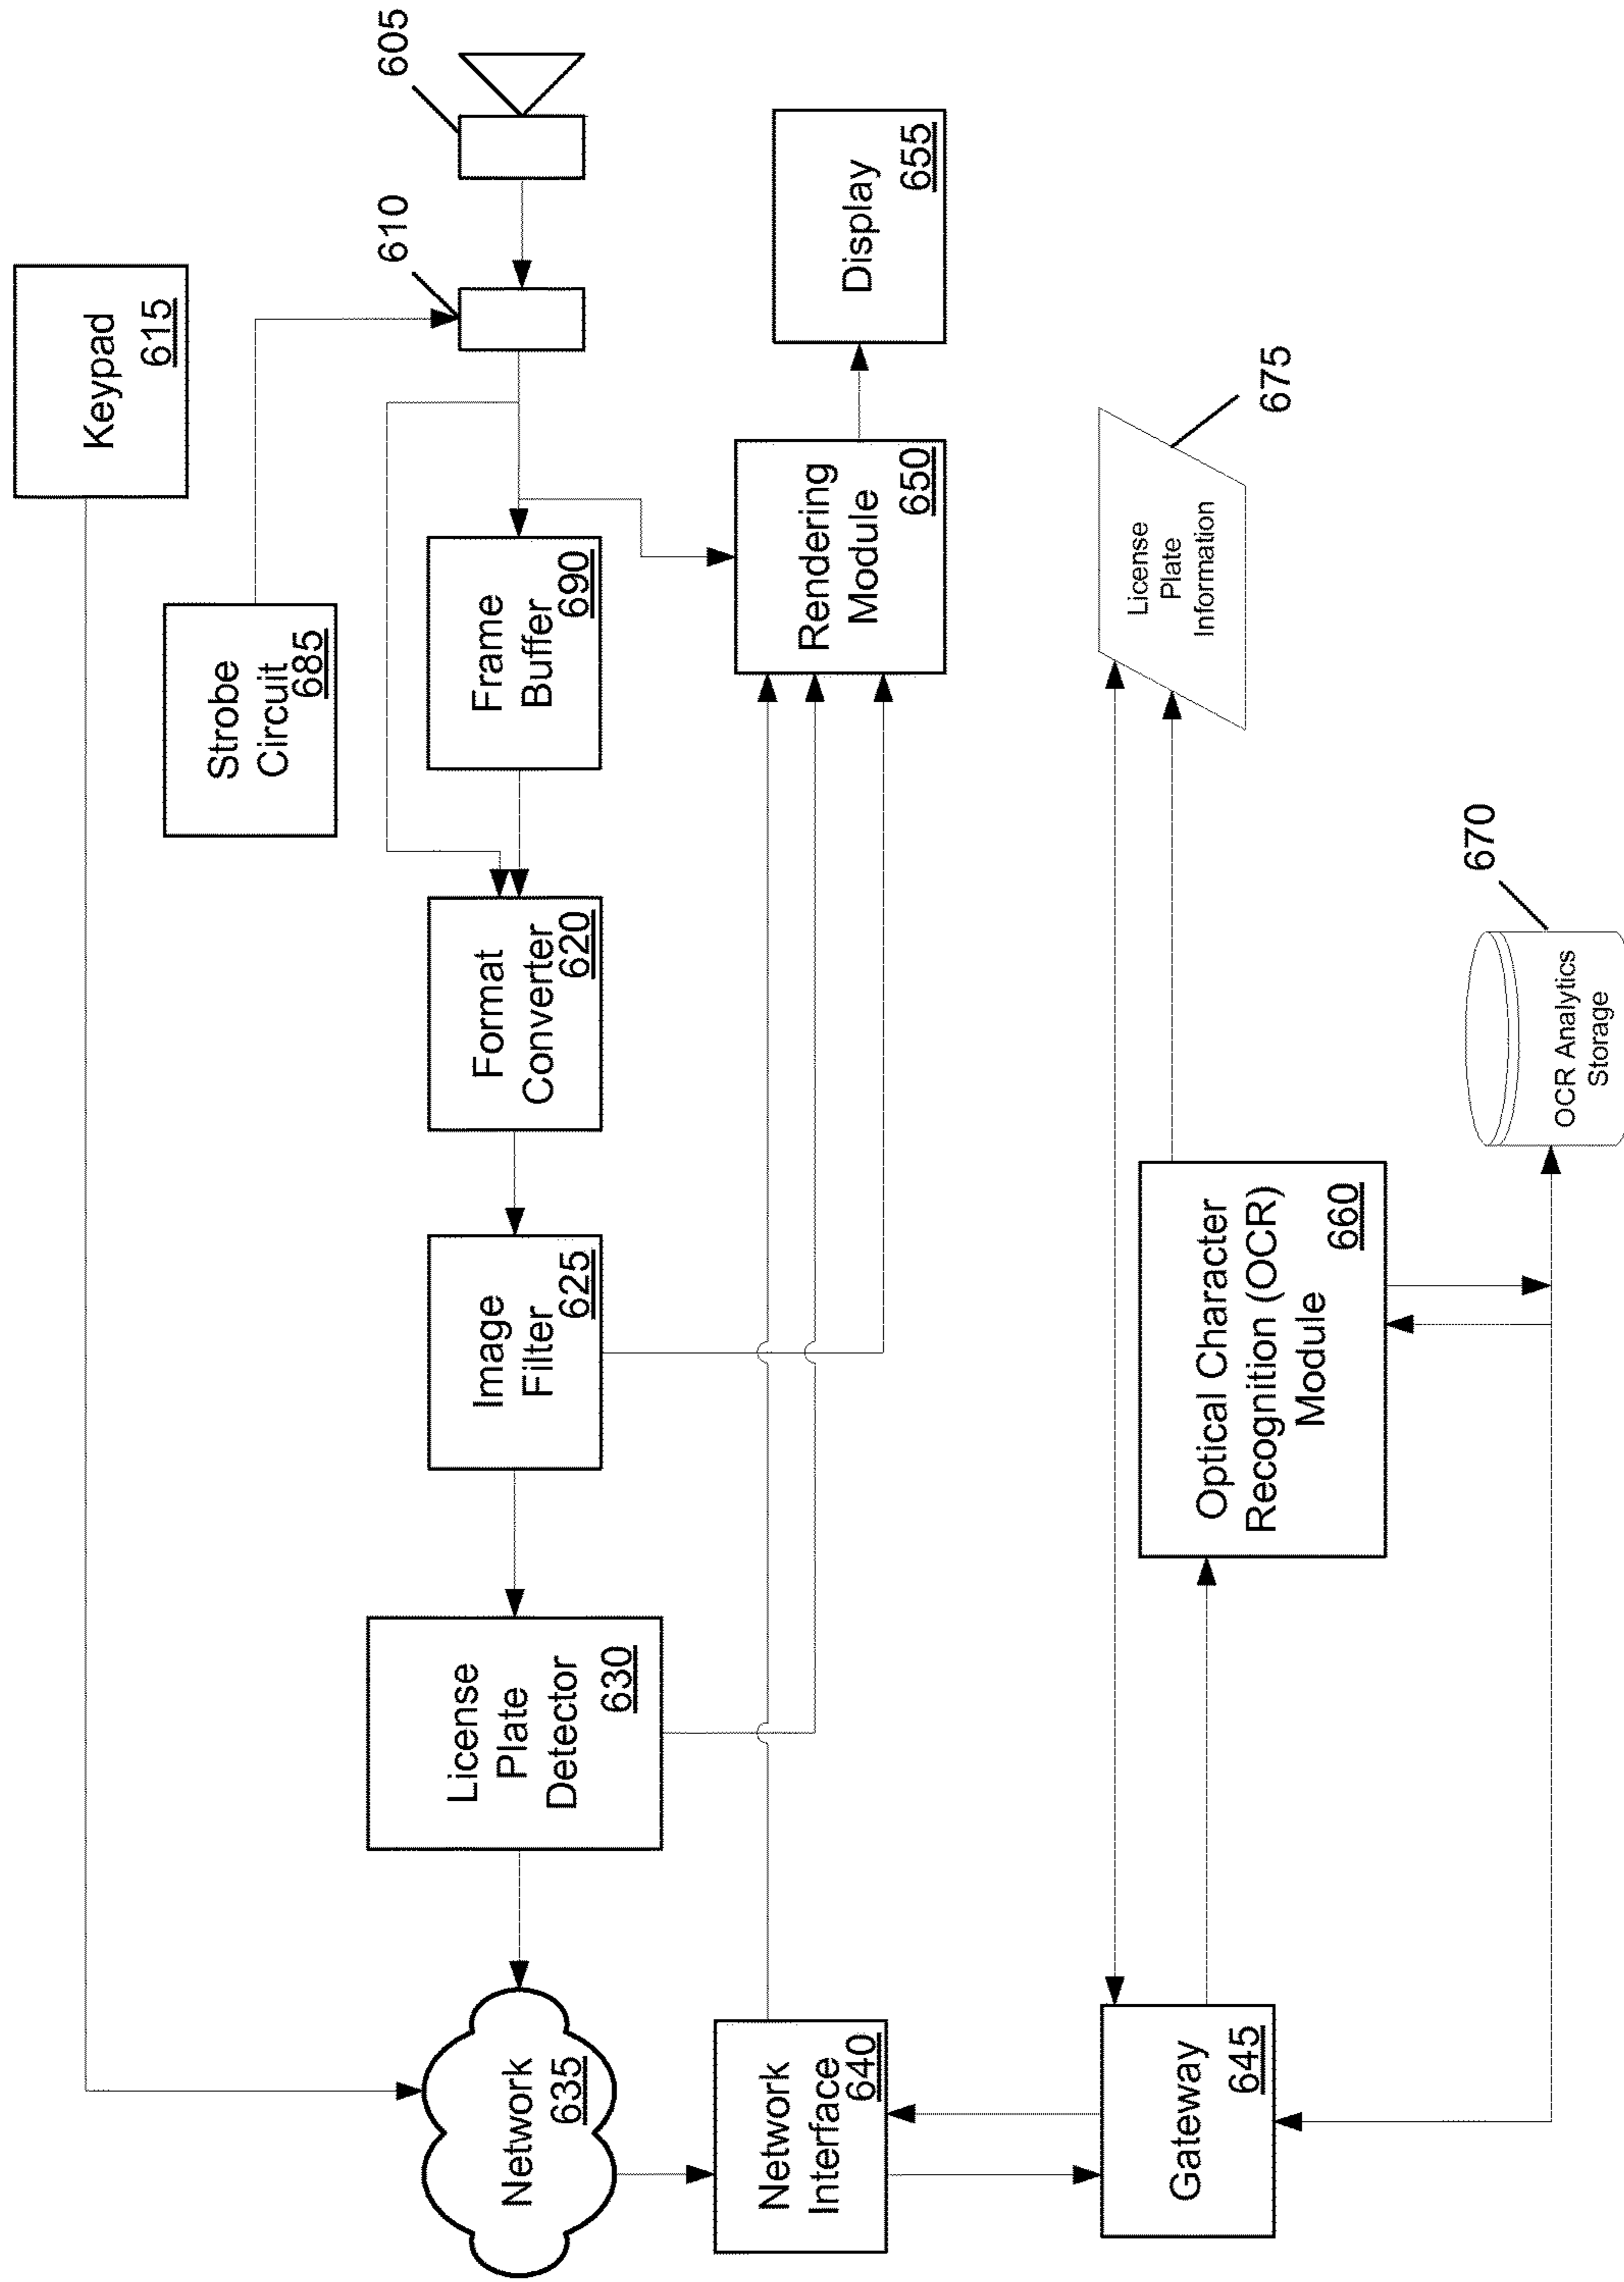 Keypad
615
605
610
Strobe
Circuit
685
Network
635
License
Plate
Detector
630
Image
Filter
625
Format
Converter
620
Frame
Buffer
690
Network
Interface
640
Rendering
Module
650
Display
655
Gateway
645
Optical Character
Recognition (OCR)
Module
660
License
Plate
Information
675
OCR Analytics
Storage
670